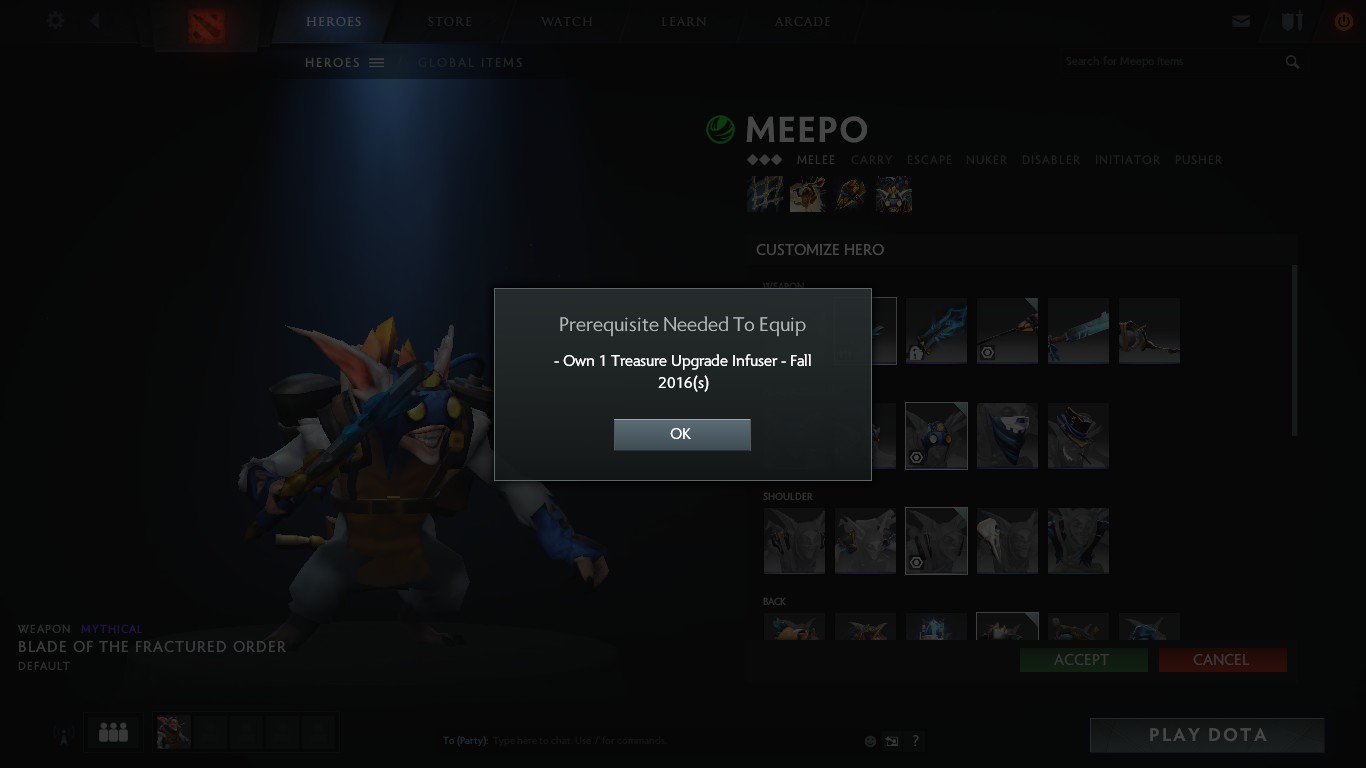 HEROES
STORE
WATCH
LEARN
ARCADE
HEROES / GLOBAL ITEMS
Search for Meepo Items
MEEPO
MELEE CARRY ESCAPE NUKER DISABLER INITIATOR PUSHER
CUSTOMIZE HERO
WEAPON
Prerequisite Needed To Equip
- Own 1 Treasure Upgrade Infuser - Fall
2016(s)
OK
SHOULDER
BACK
WEAPON MYTHICAL
BLADE OF THE FRACTURED ORDER
DEFAULT
ACCEPT
CANCEL
To (Party): Type here to chat. Use '/' for commands.
?
PLAY DOTA